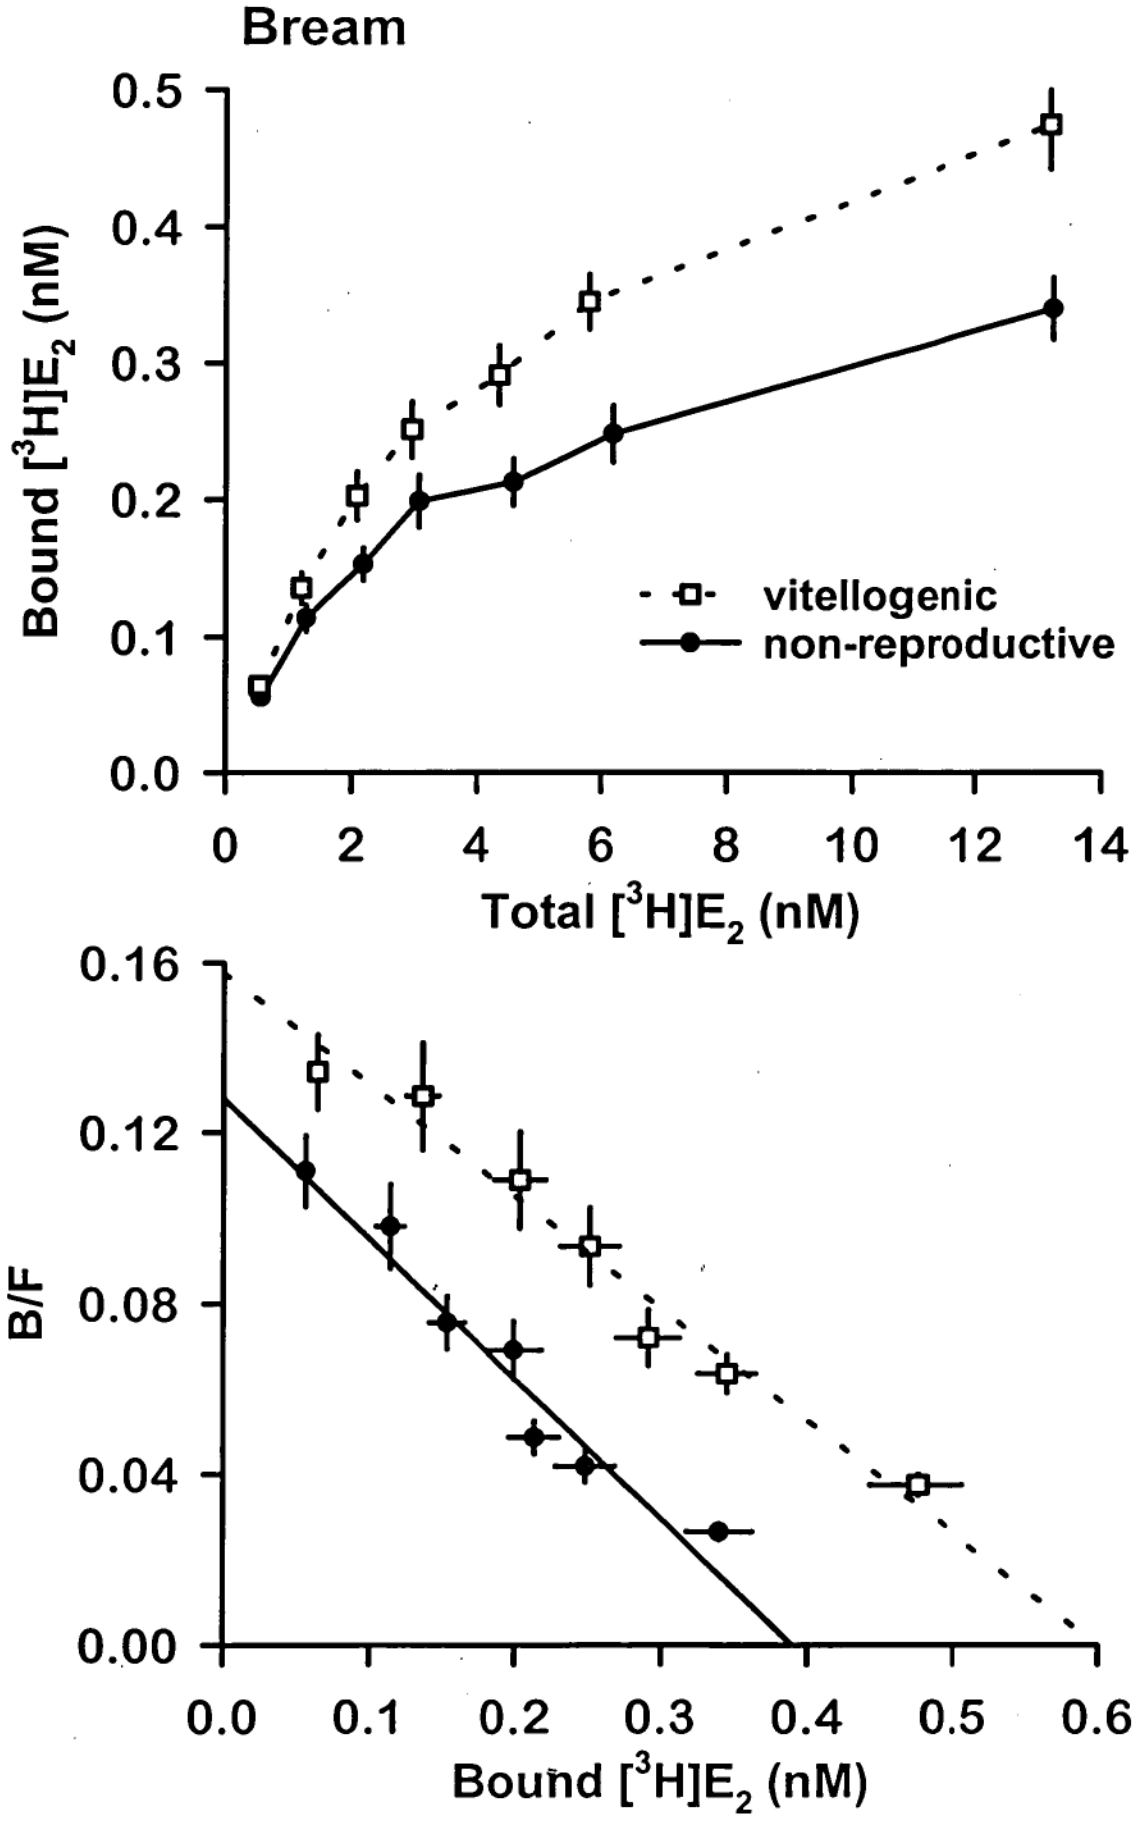 Bream
0.5
0.4
0.3
0.2
0.1
0.0
Bound [³H]E₂ (nM)
vitellogenic
non-reproductive
0 2 4 6 8 10 12 14
Total [³H]E₂ (nM)
0.16
0.12
0.08
0.04
0.00
B/F
0.0 0.1 0.2 0.3 0.4 0.5 0.6
Bound [³H]E₂ (nM)